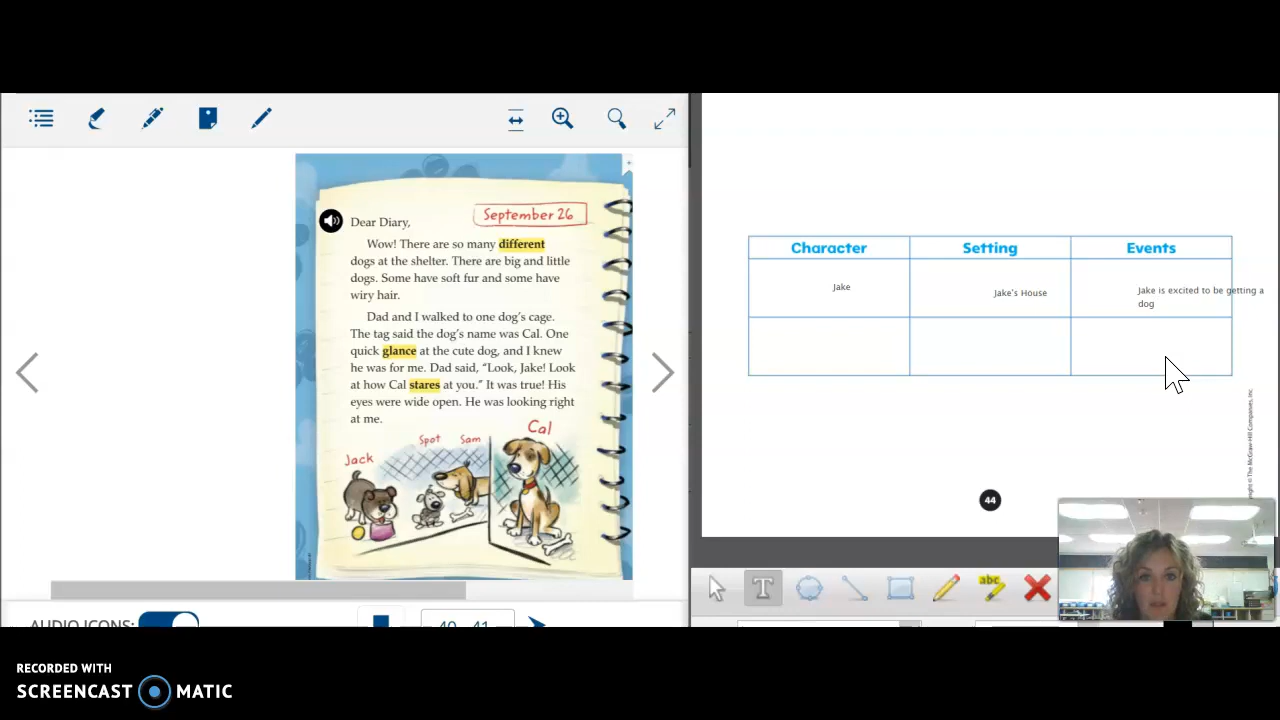 September 26
Dear Diary,
Wow! There are so many different
dogs at the shelter. There are big and little
dogs. Some have soft fur and some have
wiry hair.
Dad and I walked to one dog's cage.
The tag said the dog's name was Cal. One
quick glance at the cute dog, and I knew
he was for me. Dad said, "Look, Jake! Look
at how Cal stares at you." It was true! His
eyes were wide open. He was looking right
at me.
Jack
Spot
Sam
Cal
AUDIO ICONS:
40 41
Character Setting Events
Jake
Jake's House
Jake is excited to be getting a
dog
44
abc
RECORDED WITH
SCREENCAST MATIC